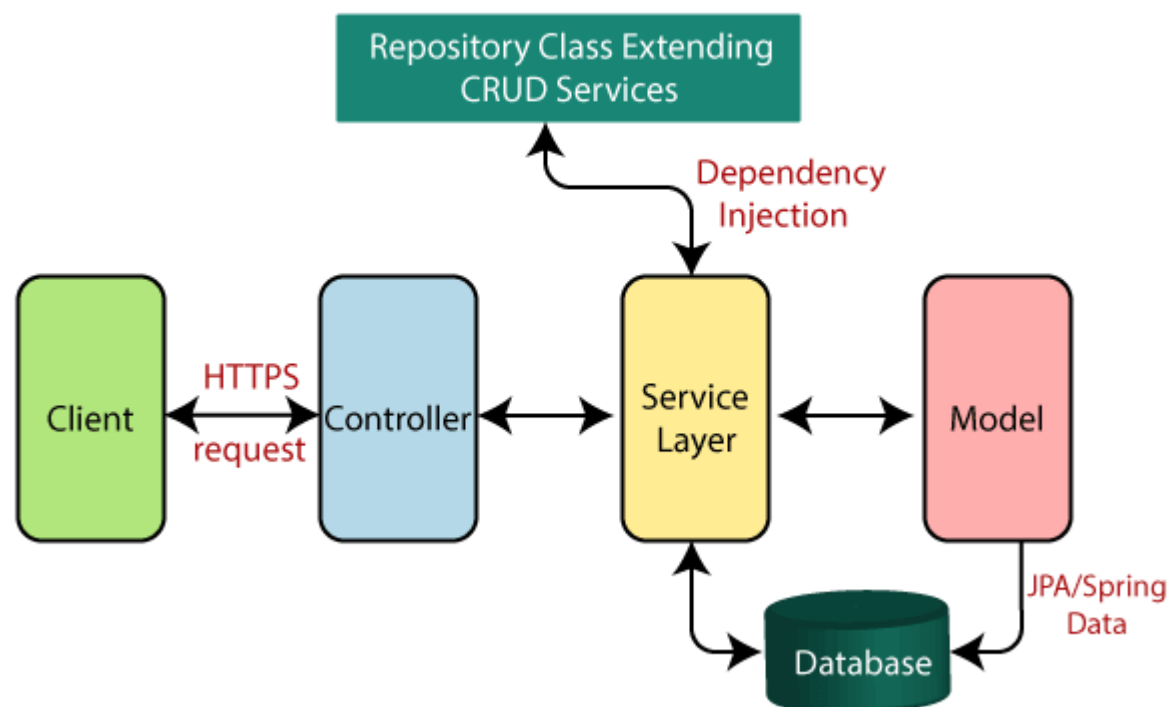 Repository Class Extending
CRUD Services
Dependency
Injection
Client
HTTPS
request
Controller
Service
Layer
Model
JPA/Spring
Data
Database